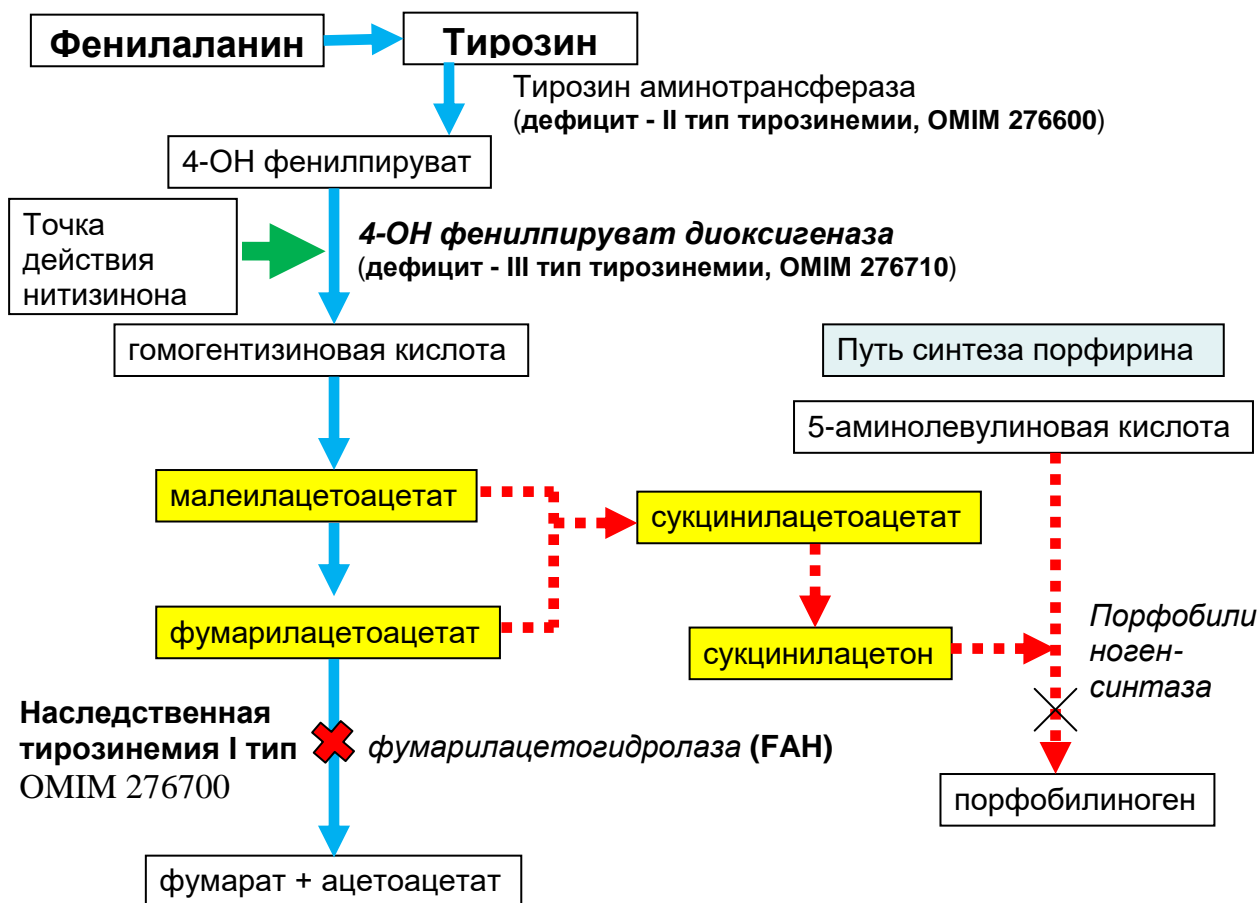 Фенилаланин
Тирозин
Тирозин аминотрансфераза
(дефицит - II тип тирозинемии, OMIM 276600)
4-ОН фенилпируват
Точка
действия
нитизинона
4-ОН фенилпируват диоксигеназа
(дефицит - III тип тирозинемии, OMIM 276710)
гомогентизиновая кислота
Путь синтеза порфирина
5-аминолевулиновая кислота
малеилацетоацетат
сукцинилацетоацетат
фумарилацетоацетат
сукцинилацетон
Порфобили
ноген-
синтаза
Наследственная
тирозинемия I тип
OMIM 276700
фумарилацетогидролаза (FAH)
порфобилиноген
фумарат + ацетоацетат